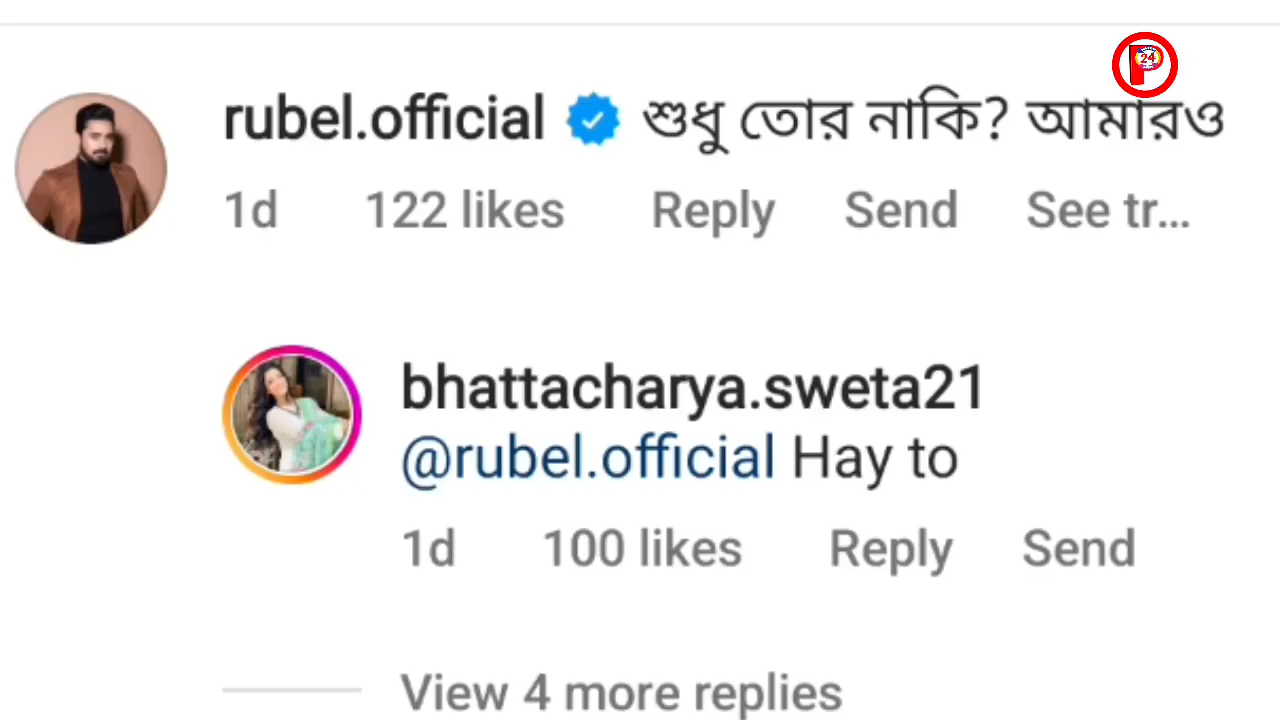 rubel.official শুধু তোর নাকি? আমারও
1d 122 likes Reply Send See tr...
bhattacharya.sweta21
@rubel.official Hay to
1d 100 likes Reply Send
View 4 more replies
P 24